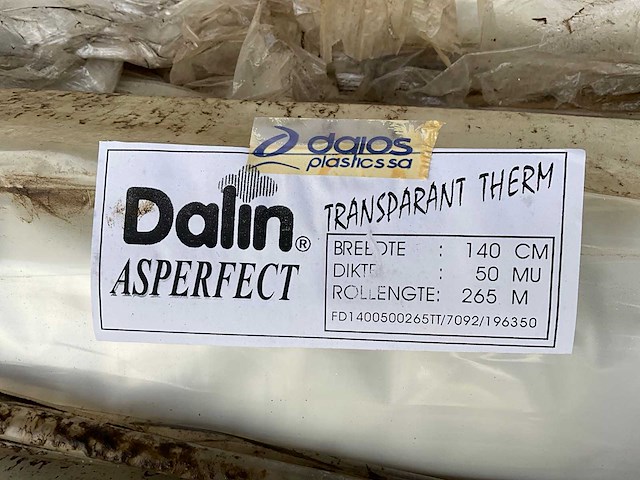 daios
plastics sa
Dalin®
ASPERFECT
TRANSPARANT THERM
BREEDTE : 140 CM
DIKTE : 50 MU
ROLLENGTE: 265 M
FD1400500265TT/7092/196350